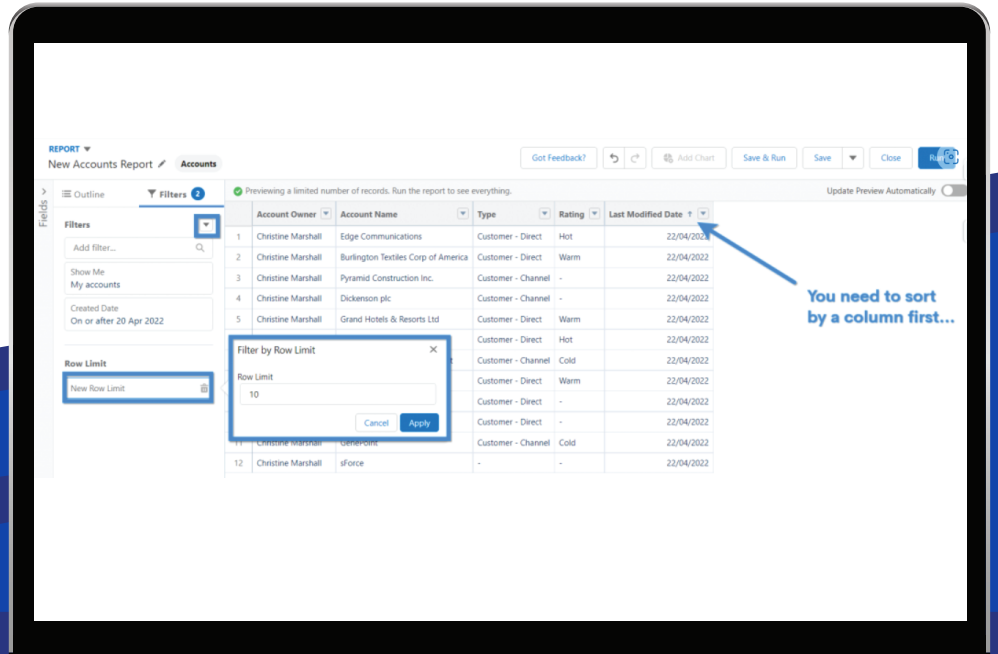 REPORT
New Accounts Report Accounts
Got Feedback? Add Chart Save & Run Save Close Run
Fields
Outline Filters 2
Previewing a limited number of records. Run the report to see everything.
Update Preview Automatically
Filters
Add filter...
Show Me
My accounts
Created Date
On or after 20 Apr 2022
Row Limit
New Row Limit
Account Owner Account Name Type Rating Last Modified Date ↑
1 Christine Marshall Edge Communications Customer - Direct Hot 22/04/2022
2 Christine Marshall Burlington Textiles Corp of America Customer - Direct Warm 22/04/2022
3 Christine Marshall Pyramid Construction Inc. Customer - Channel - 22/04/2022
4 Christine Marshall Dickenson plc Customer - Channel - 22/04/2022
5 Christine Marshall Grand Hotels & Resorts Ltd Customer - Direct Warm 22/04/2022
Customer - Direct Hot 22/04/2022
Customer - Channel Cold 22/04/2022
Customer - Direct Warm 22/04/2022
Customer - Direct - 22/04/2022
Customer - Direct - 22/04/2022
11 Christine Marshall GenePoint Customer - Channel Cold 22/04/2022
12 Christine Marshall sForce - - 22/04/2022
Filter by Row Limit
Row Limit
10
Cancel Apply
You need to sort
by a column first...